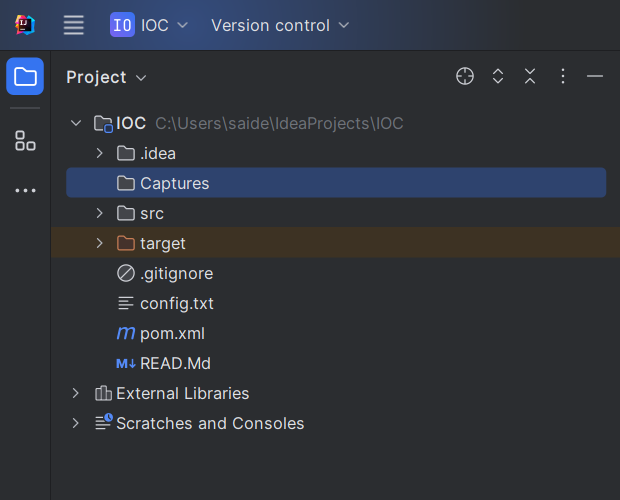 IJ IO IOC Version control
Project
IOC C:\Users\saide\IdeaProjects\IOC
.idea
Captures
src
target
.gitignore
config.txt
m pom.xml
M↓ READ.Md
External Libraries
Scratches and Consoles